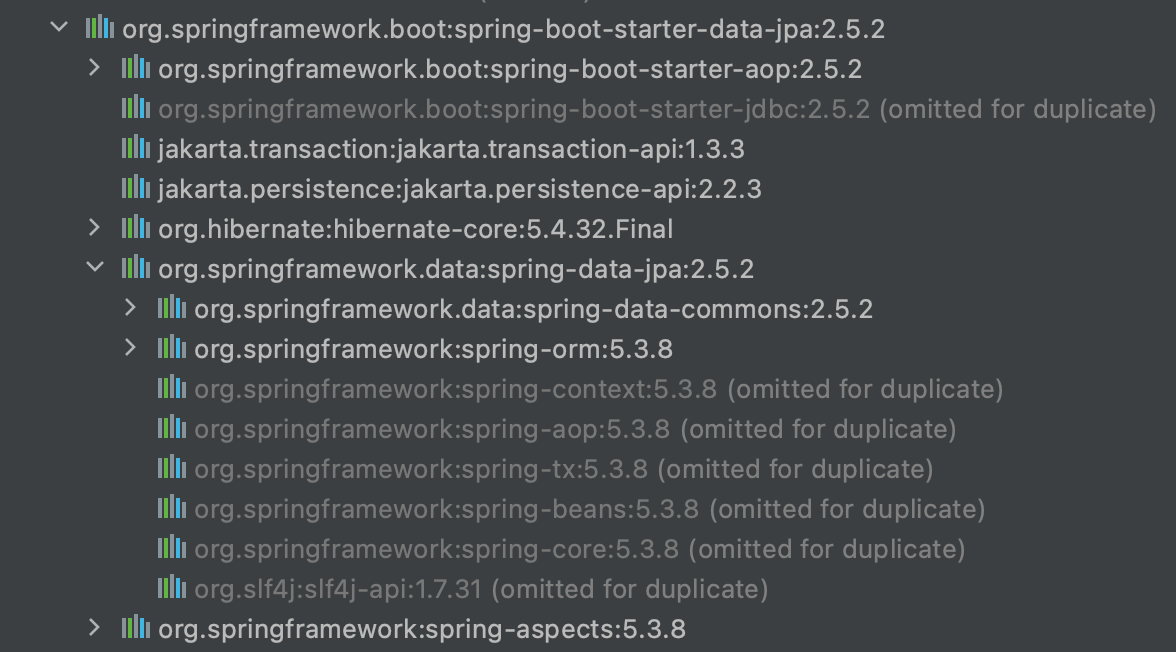 org.springframework.boot:spring-boot-starter-data-jpa:2.5.2
org.springframework.boot:spring-boot-starter-aop:2.5.2
org.springframework.boot:spring-boot-starter-jdbc:2.5.2 (omitted for duplicate)
jakarta.transaction:jakarta.transaction-api:1.3.3
jakarta.persistence:jakarta.persistence-api:2.2.3
org.hibernate:hibernate-core:5.4.32.Final
org.springframework.data:spring-data-jpa:2.5.2
org.springframework.data:spring-data-commons:2.5.2
org.springframework:spring-orm:5.3.8
org.springframework:spring-context:5.3.8 (omitted for duplicate)
org.springframework:spring-aop:5.3.8 (omitted for duplicate)
org.springframework:spring-tx:5.3.8 (omitted for duplicate)
org.springframework:spring-beans:5.3.8 (omitted for duplicate)
org.springframework:spring-core:5.3.8 (omitted for duplicate)
org.slf4j:slf4j-api:1.7.31 (omitted for duplicate)
org.springframework:spring-aspects:5.3.8